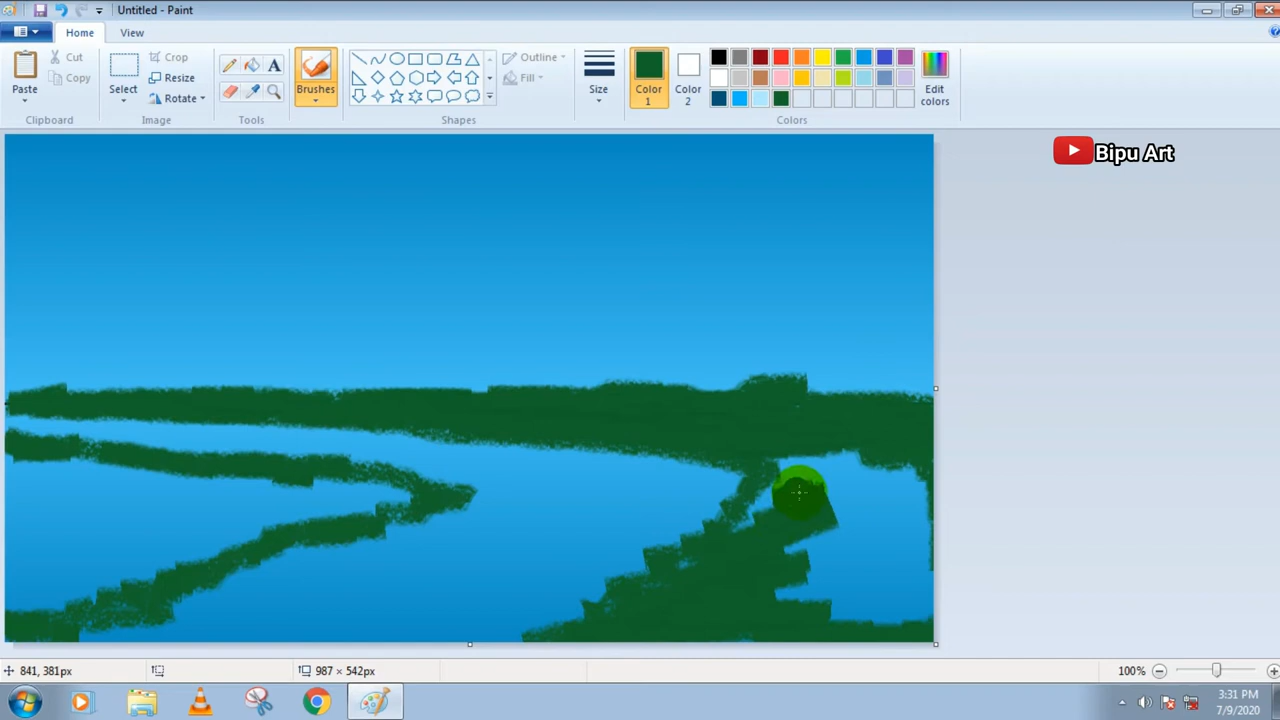 Untitled - Paint
Home View
Paste
Cut
Copy
Clipboard
Select
Crop
Resize
Rotate
Image
A
Tools
Brushes
Outline
Fill
Shapes
Size
Color
1
Color
2
Edit
colors
Colors
Bipu Art
841, 381px
987 × 542px
100%
3:31 PM
7/9/2020